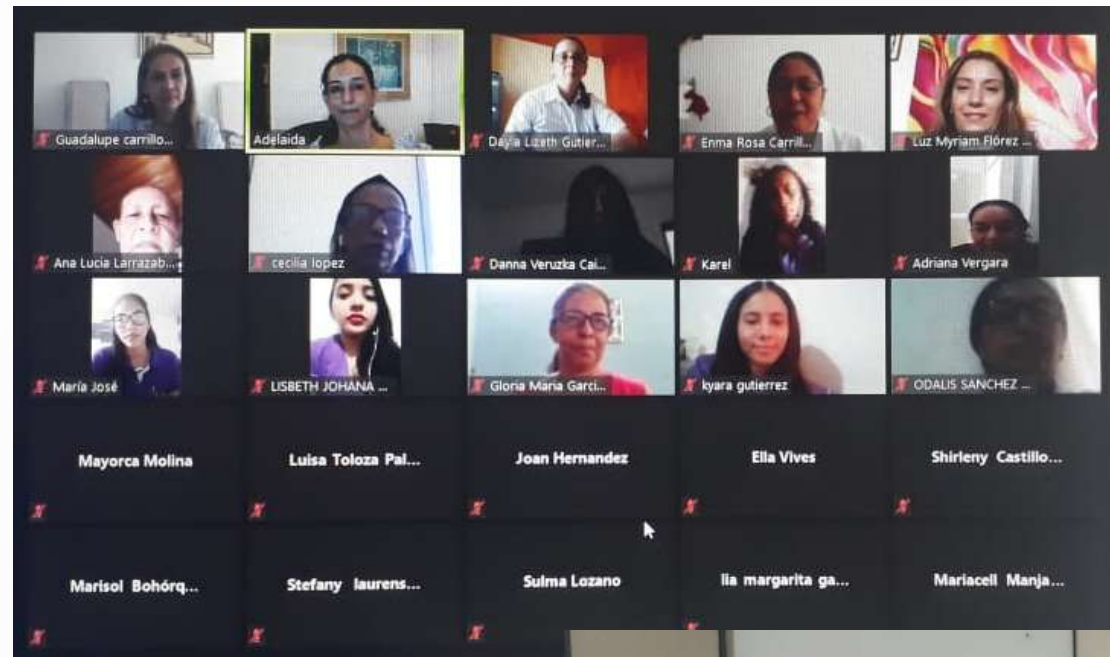 Guadalupe carrillo...
Adelaida
Dayla Lizeth Gutier...
Enma Rosa Carrill...
Luz Myriam Flórez ...
Ana Lucia Larrazab...
cecilia lopez
Danna Veruzka Cai...
Karel
Adriana Vergara
María José
LISBETH JOHANA ...
Gloria Maria Garci...
kyara gutierrez
ODALIS SANCHEZ ...
Mayorca Molina
Luisa Toloza Pal...
Joan Hernandez
Ella Vives
Shirleny Castillo...
Marisol Bohórq...
Stefany laurens...
Sulma Lozano
lia margarita ga...
Mariacell Manja...